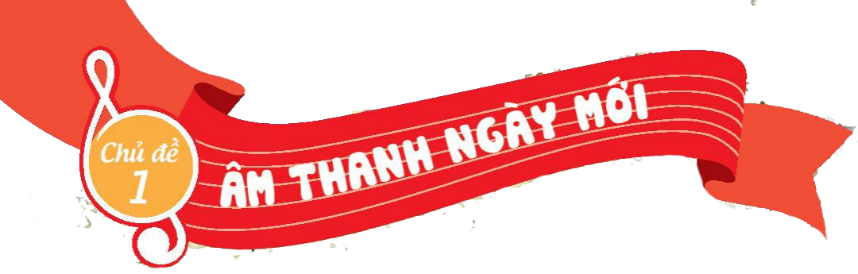 Chủ đề
1
ÂM THANH NGÀY MỚI